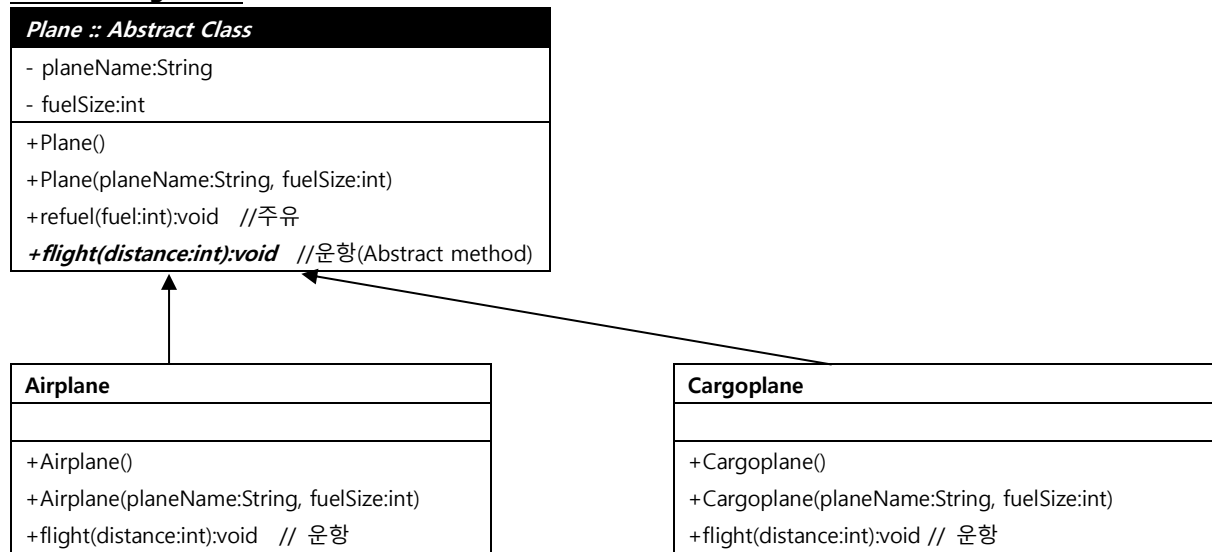 Plane :: Abstract Class
- planeName:String
- fuelSize:int
+Plane()
+Plane(planeName:String, fuelSize:int)
+refuel(fuel:int):void //주유
+flight(distance:int):void //운항(Abstract method)
Airplane
+Airplane()
+Airplane(planeName:String, fuelSize:int)
+flight(distance:int):void // 운항
Cargoplane
+Cargoplane()
+Cargoplane(planeName:String, fuelSize:int)
+flight(distance:int):void // 운항